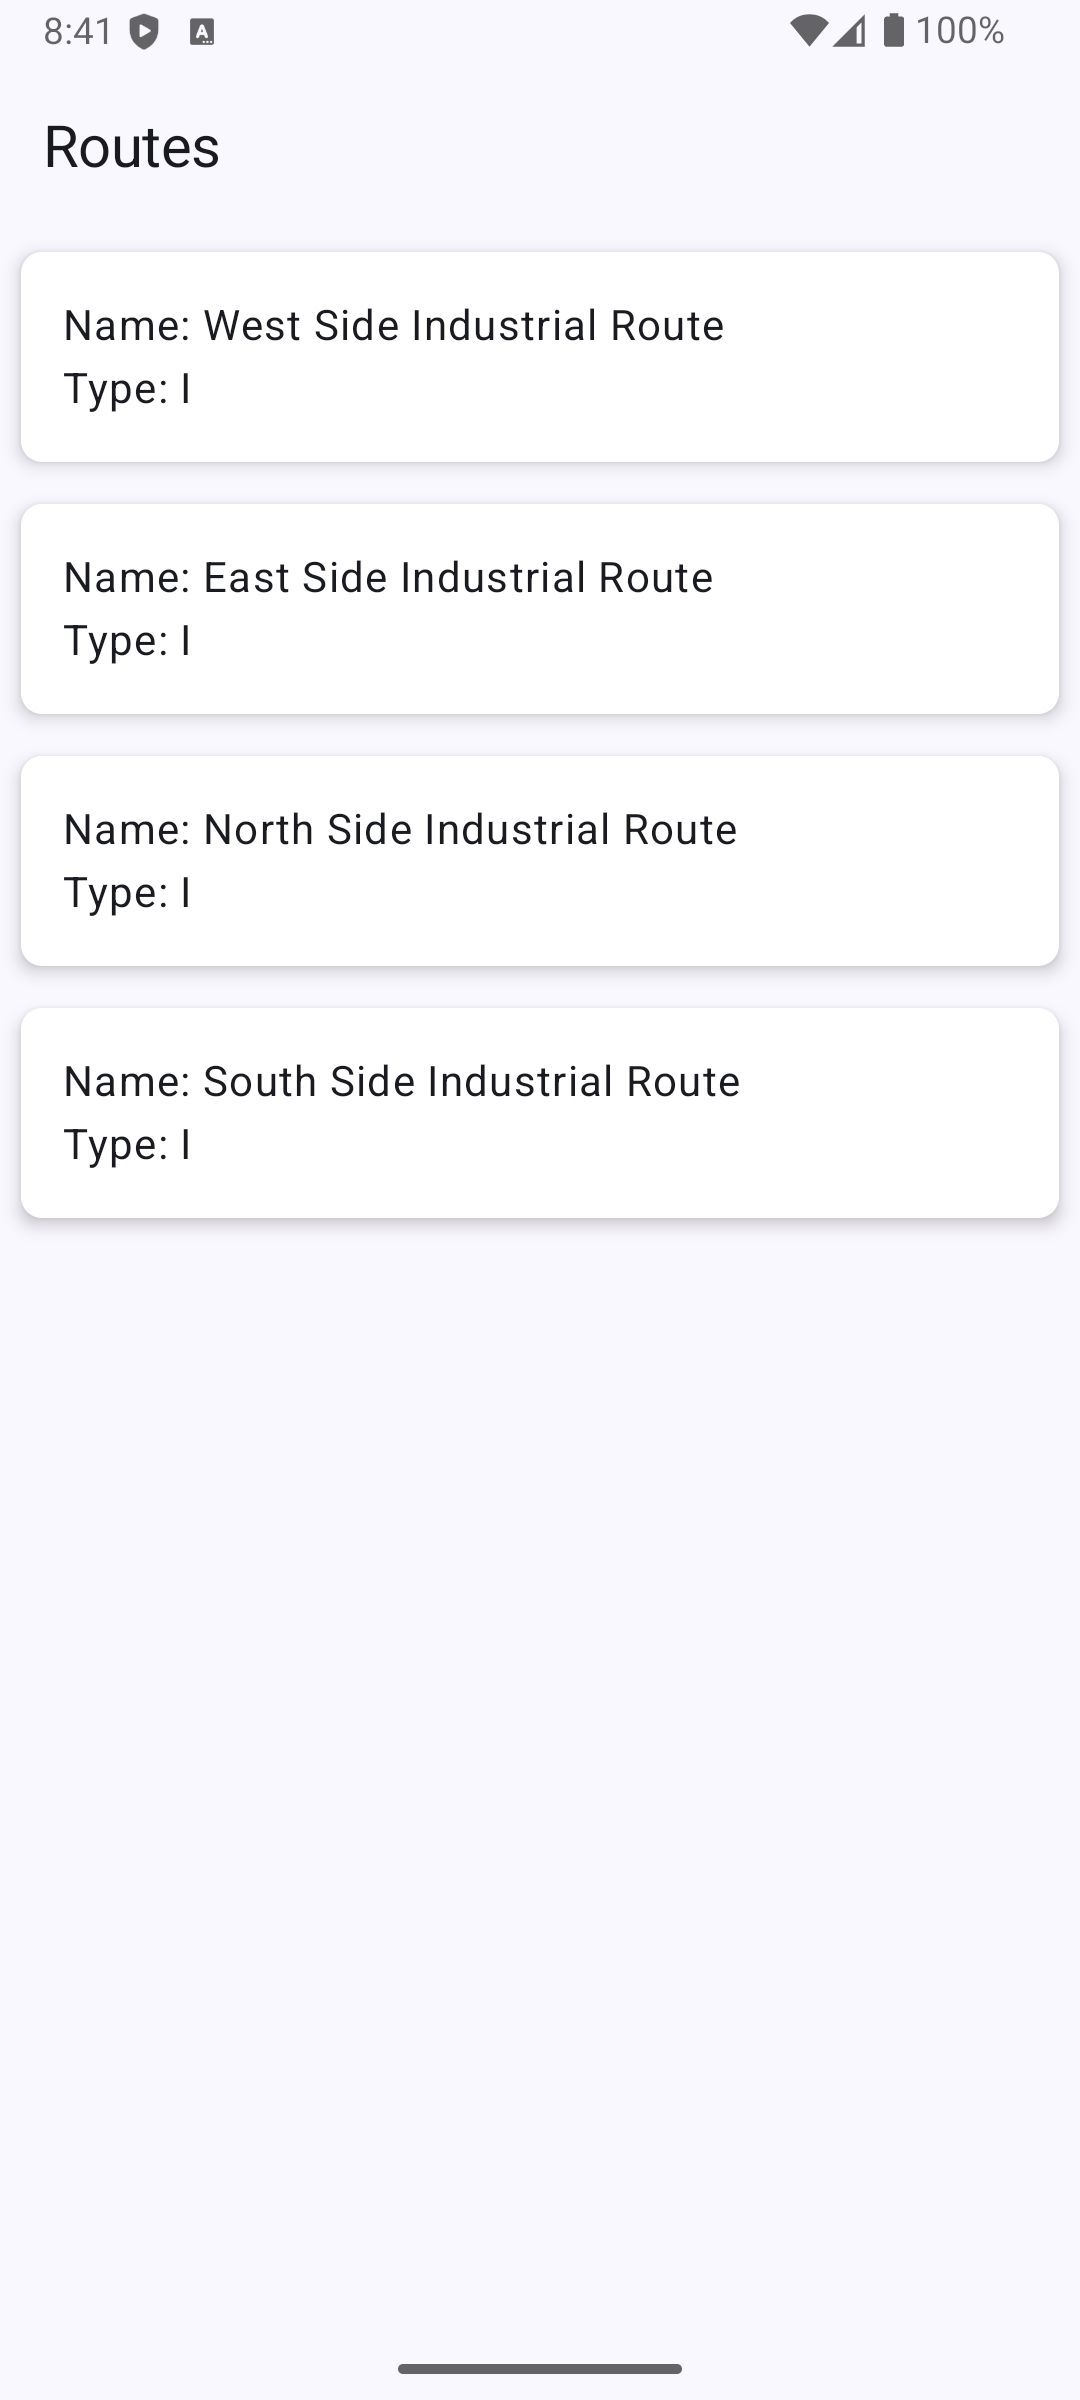 8:41
100%
Routes
Name: West Side Industrial Route
Type: I
Name: East Side Industrial Route
Type: I
Name: North Side Industrial Route
Type: I
Name: South Side Industrial Route
Type: I